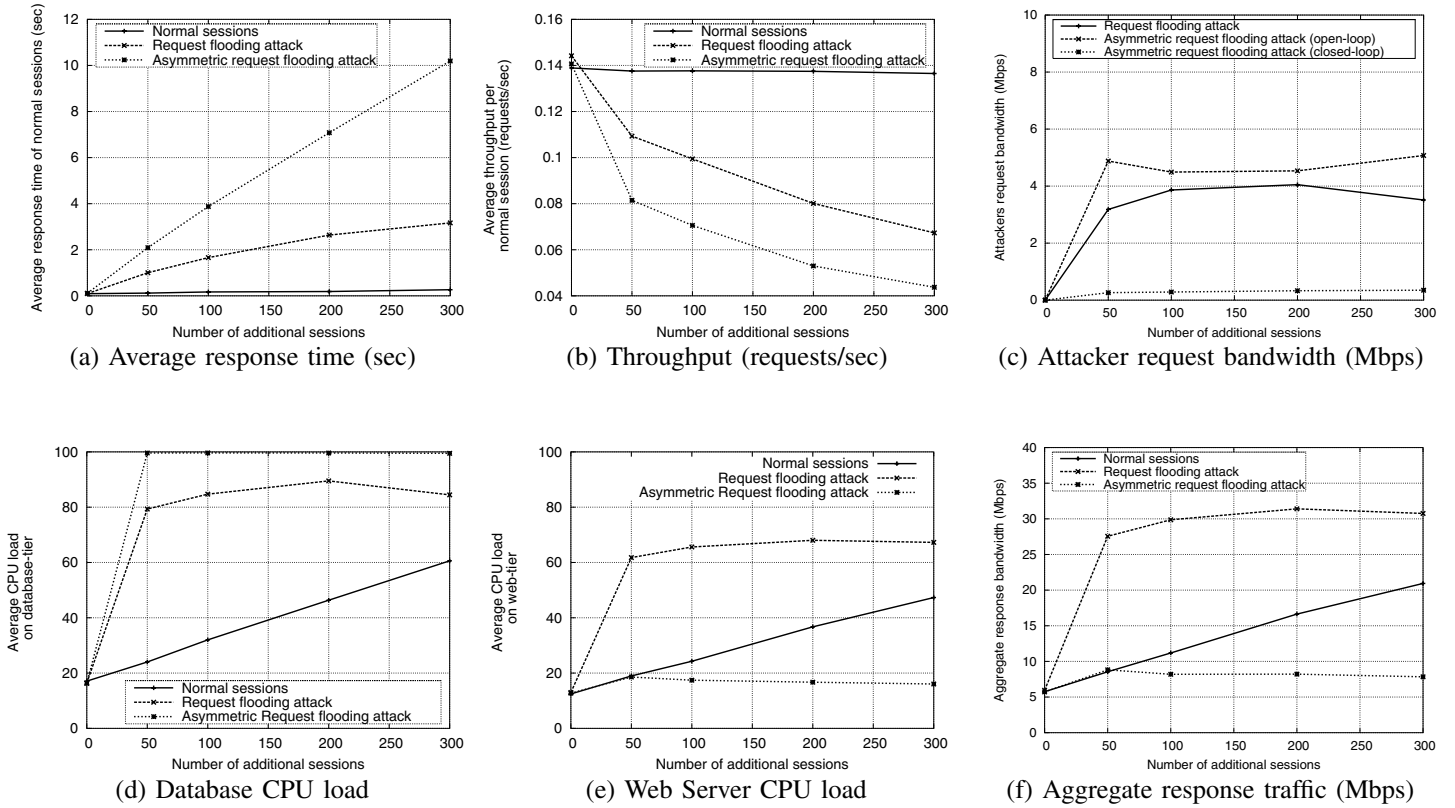 Average response time of normal sessions (sec)
12
10
8
6
4
2
0
Normal sessions
Request flooding attack
Asymmetric request flooding attack
0 50 100 150 200 250 300
Number of additional sessions
(a) Average response time (sec)
Average throughput per
normal session (requests/sec)
0.16
0.14
0.12
0.1
0.08
0.06
0.04
Normal sessions
Request flooding attack
Asymmetric request flooding attack
0 50 100 150 200 250 300
Number of additional sessions
(b) Throughput (requests/sec)
Attackers request bandwidth (Mbps)
10
8
6
4
2
0
Request flooding attack
Asymmetric request flooding attack (open-loop)
Asymmetric request flooding attack (closed-loop)
0 50 100 150 200 250 300
Number of additional sessions
(c) Attacker request bandwidth (Mbps)
Average CPU load
on database-tier
100
80
60
40
20
0
Normal sessions
Request flooding attack
Asymmetric Request flooding attack
0 50 100 150 200 250 300
Number of additional sessions
(d) Database CPU load
Average CPU load
on web-tier
100
80
60
40
20
0
Normal sessions
Request flooding attack
Asymmetric Request flooding attack
0 50 100 150 200 250 300
Number of additional sessions
(e) Web Server CPU load
Aggregate response bandwidth (Mbps)
40
35
30
25
20
15
10
5
0
Normal sessions
Request flooding attack
Asymmetric request flooding attack
0 50 100 150 200 250 300
Number of additional sessions
(f) Aggregate response traffic (Mbps)